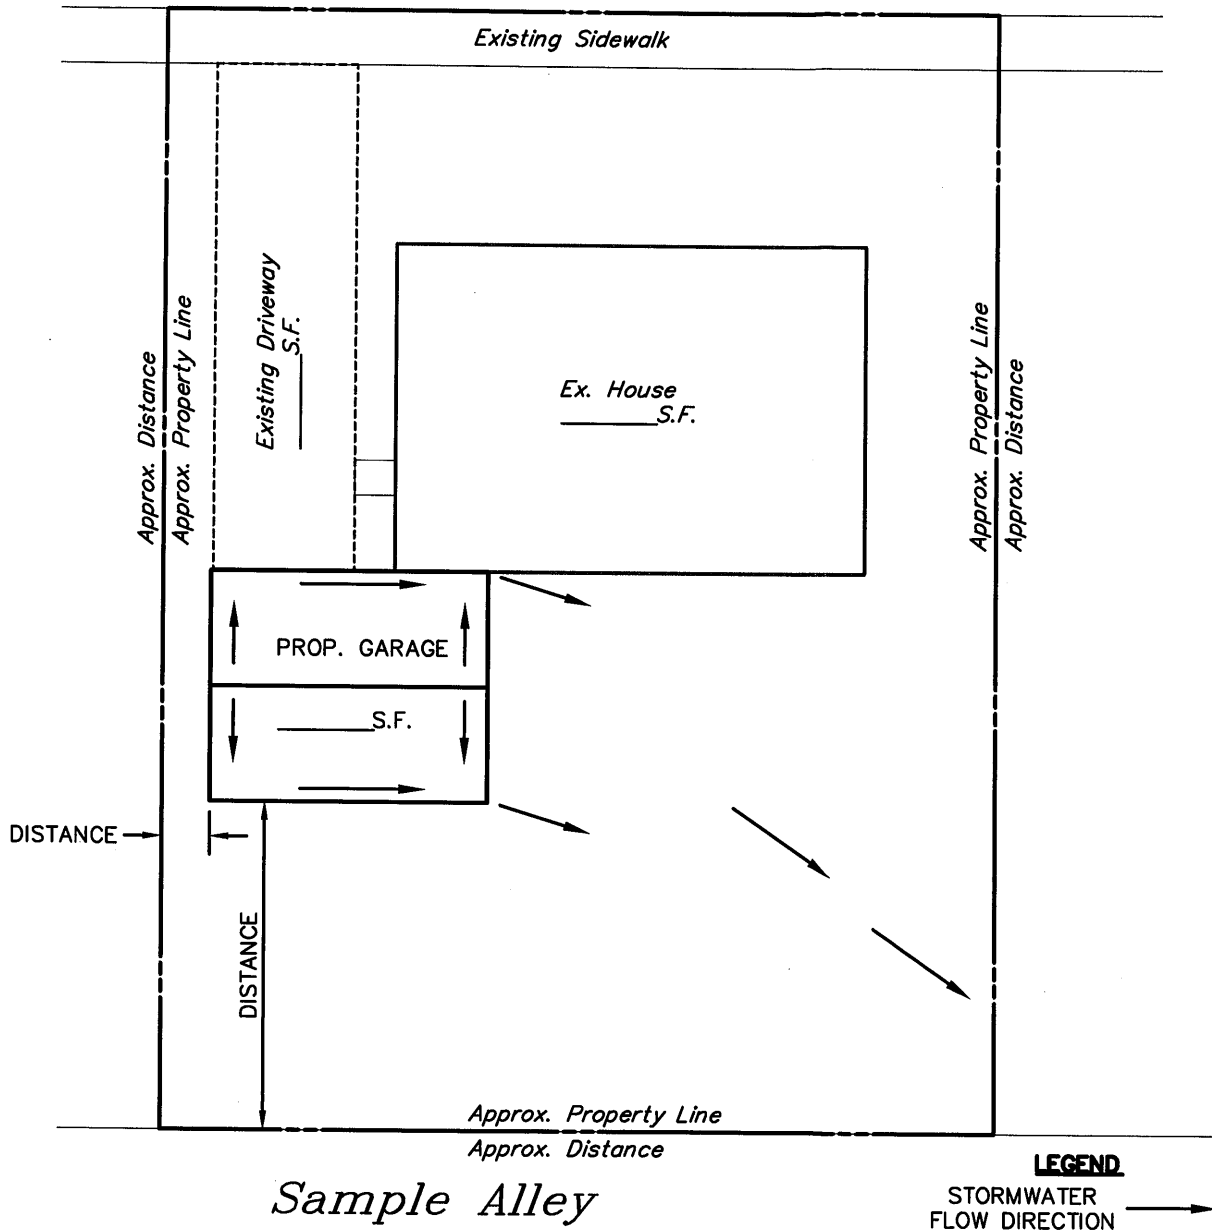 Existing Sidewalk
Approx. Distance
Approx. Property Line
Existing Driveway
S.F.
Ex. House
S.F.
Approx. Property Line
Approx. Distance
PROP. GARAGE
S.F.
DISTANCE
DISTANCE
Approx. Property Line
Approx. Distance
Sample Alley
LEGEND
STORMWATER
FLOW DIRECTION